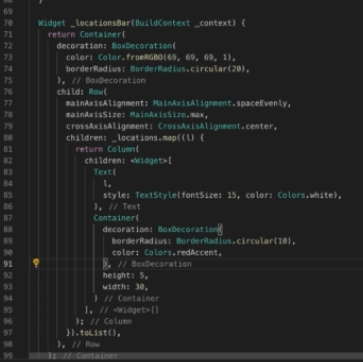 68 }
69
70 Widget _locationsBar(BuildContext _context) {
71 return Container(
72 decoration: BoxDecoration(
73 color: Color.fromRGBO(69, 69, 69, 1),
74 borderRadius: BorderRadius.circular(20),
75 ), // BoxDecoration
76 child: Row(
77 mainAxisAlignment: MainAxisAlignment.spaceEvenly,
78 mainAxisSize: MainAxisSize.max,
79 crossAxisAlignment: CrossAxisAlignment.center,
80 children: _locations.map((l) {
81 return Column(
82 children: <Widget>[
83 Text(
84 l,
85 style: TextStyle(fontSize: 15, color: Colors.white),
86 ), // Text
87 Container(
88 decoration: BoxDecoration(
89 borderRadius: BorderRadius.circular(10),
90 color: Colors.redAccent,
91 ), // BoxDecoration
92 height: 5,
93 width: 30,
94 ) // Container
95 ], // <Widget>[]
96 ); // Column
97 }).toList(),
98 ), // Row
99 ); // Container